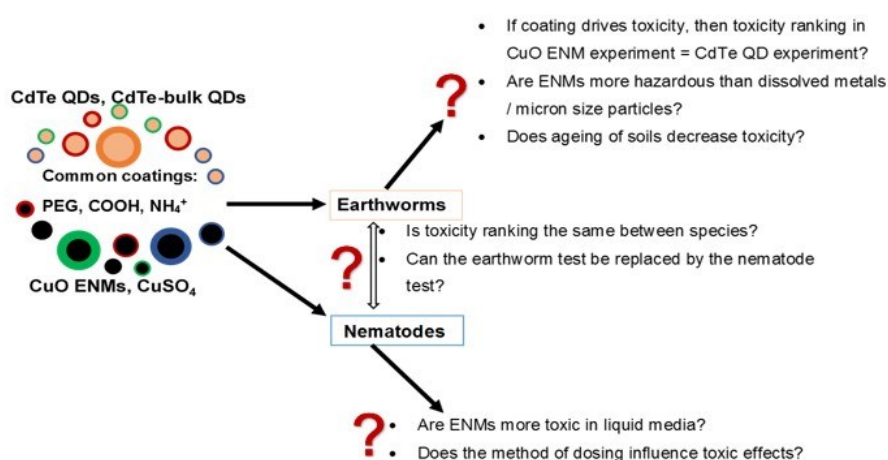 • If coating drives toxicity, then toxicity ranking in
CuO ENM experiment = CdTe QD experiment?
• Are ENMs more hazardous than dissolved metals
/ micron size particles?
• Does ageing of soils decrease toxicity?
?
CdTe QDs, CdTe-bulk QDs
Common coatings:
PEG, COOH, NH₄⁺
CuO ENMs, CuSO₄
Earthworms
?
• Is toxicity ranking the same between species?
• Can the earthworm test be replaced by the nematode
test?
Nematodes
?
• Are ENMs more toxic in liquid media?
• Does the method of dosing influence toxic effects?